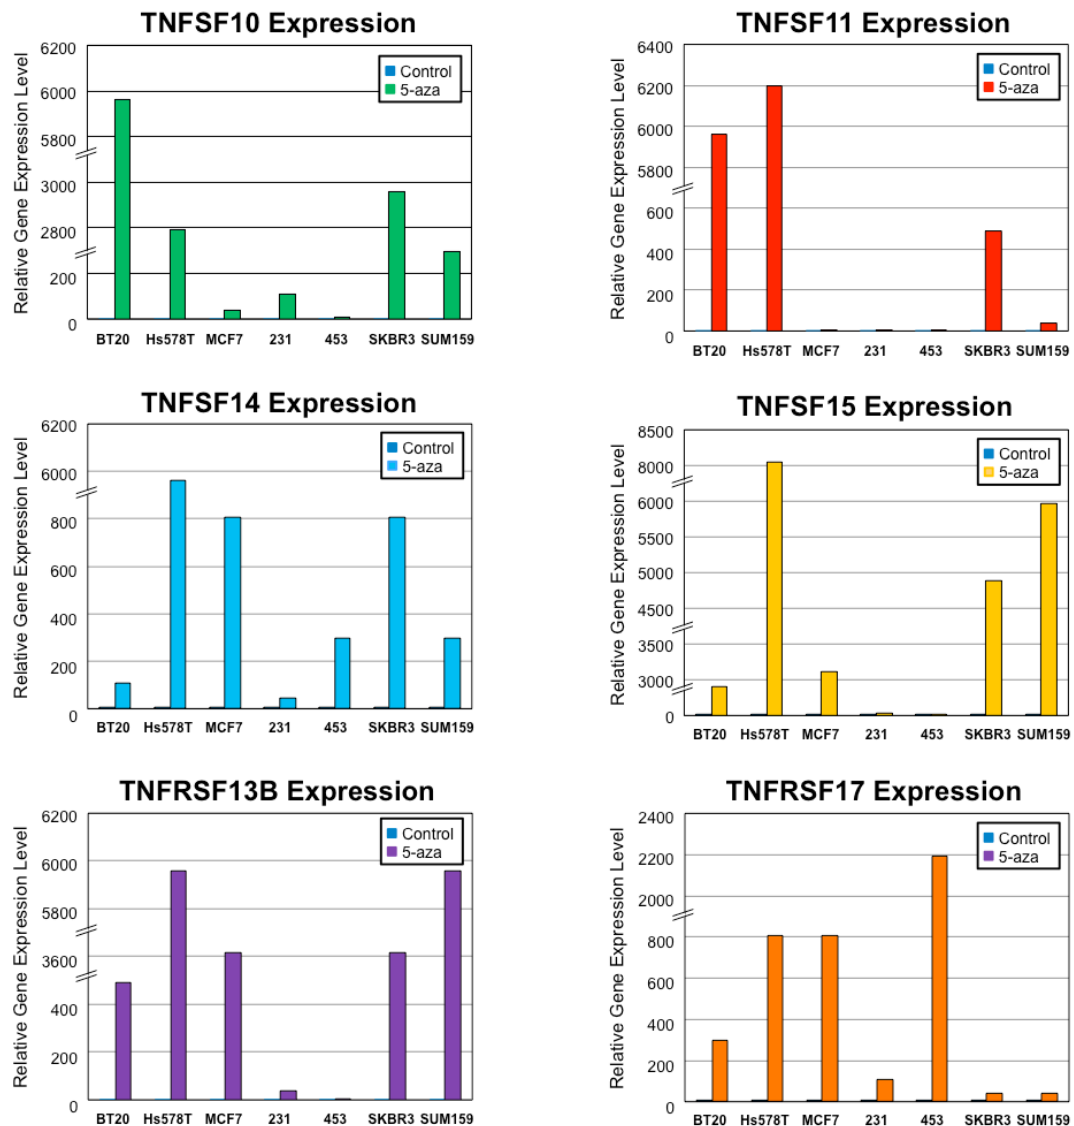 TNFSF10 Expression
Relative Gene Expression Level
6200
6000
5800
3000
2800
200
0
Control
5-aza
BT20 Hs578T MCF7 231 453 SKBR3 SUM159
TNFSF11 Expression
Relative Gene Expression Level
6400
6200
6000
5800
600
400
200
0
Control
5-aza
BT20 Hs578T MCF7 231 453 SKBR3 SUM159
TNFSF14 Expression
Relative Gene Expression Level
6200
6000
800
600
400
200
0
Control
5-aza
BT20 Hs578T MCF7 231 453 SKBR3 SUM159
TNFSF15 Expression
Relative Gene Expression Level
8500
8000
6000
5500
5000
4500
3500
3000
0
Control
5-aza
BT20 Hs578T MCF7 231 453 SKBR3 SUM159
TNFRSF13B Expression
Relative Gene Expression Level
6200
6000
5800
3600
400
200
0
Control
5-aza
BT20 Hs578T MCF7 231 453 SKBR3 SUM159
TNFRSF17 Expression
Relative Gene Expression Level
2400
2200
2000
800
600
400
200
0
Control
5-aza
BT20 Hs578T MCF7 231 453 SKBR3 SUM159